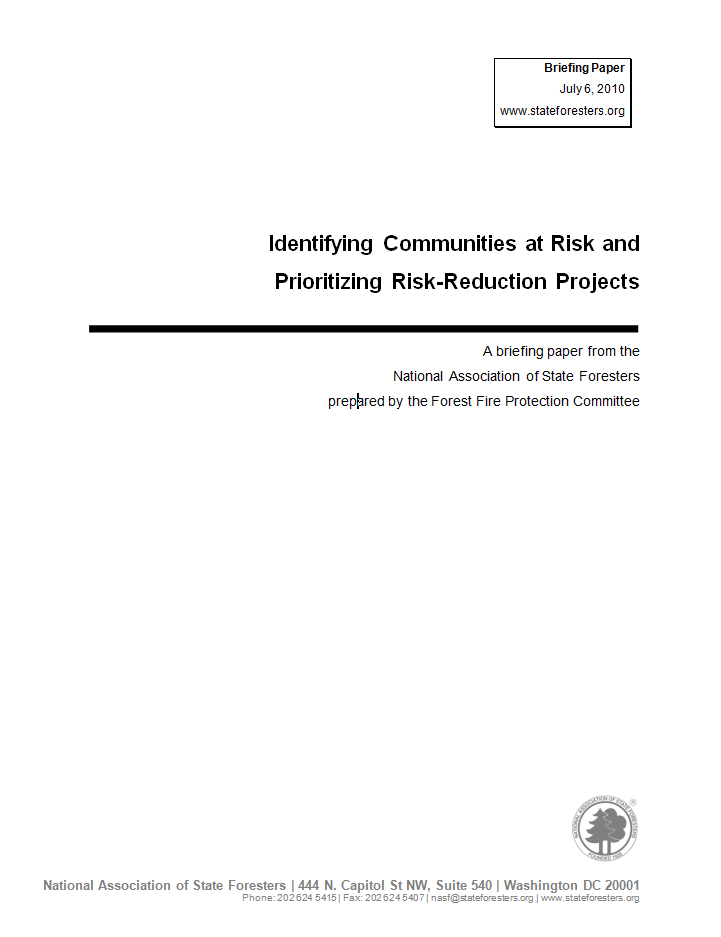 Briefing Paper
July 6, 2010
www.stateforesters.org
Identifying Communities at Risk and
Prioritizing Risk-Reduction Projects
A briefing paper from the
National Association of State Foresters
prepared by the Forest Fire Protection Committee
NATIONAL ASSOCIATION OF STATE FORESTERS
FOUNDED 1920
®
National Association of State Foresters | 444 N. Capitol St NW, Suite 540 | Washington DC 20001
Phone: 202 624 5415 | Fax: 202 624 5407 | nasf@stateforesters.org | www.stateforesters.org